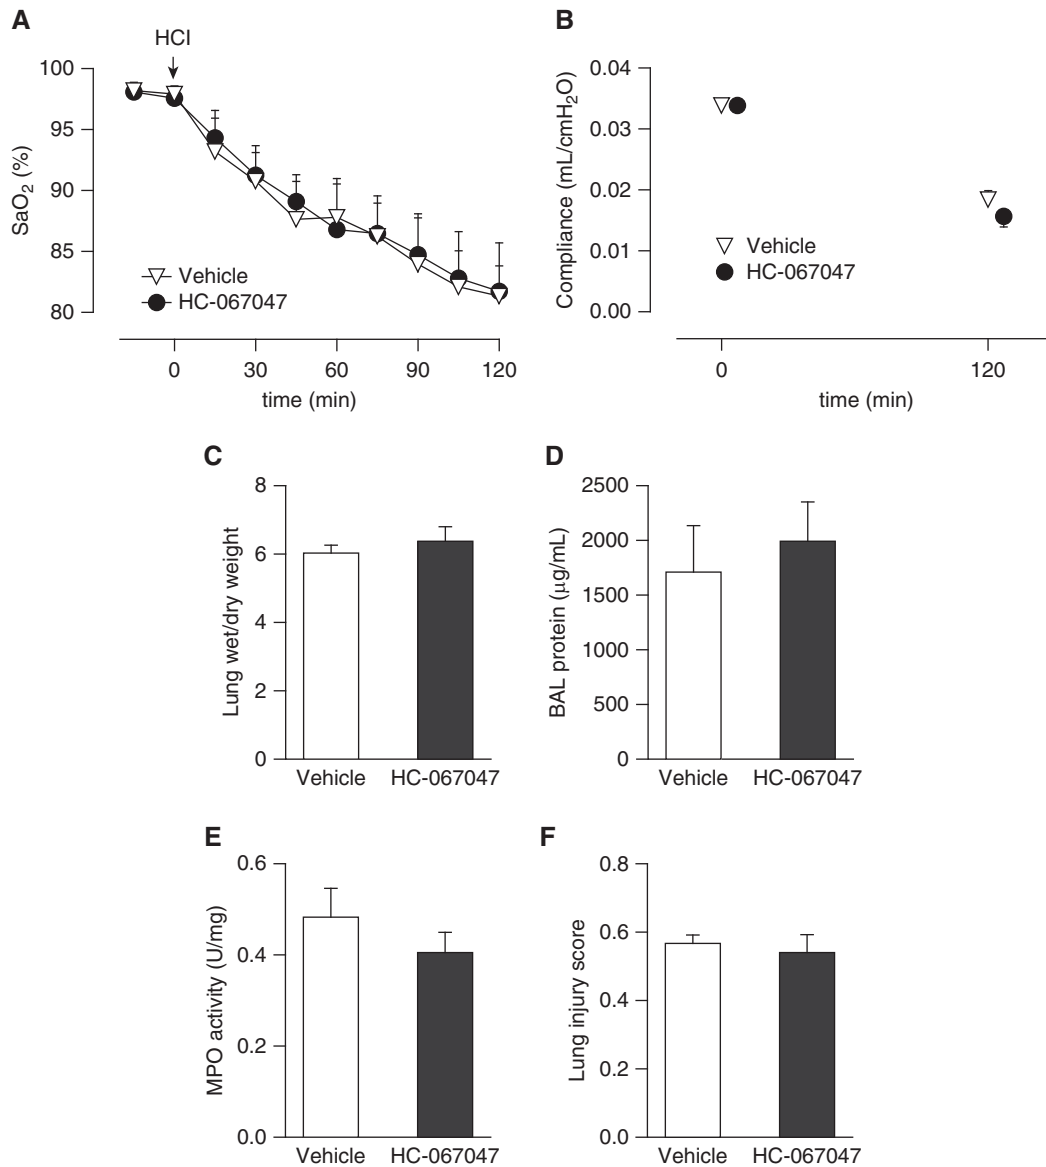 A
HCl
SaO2 (%)
100
95
90
85
80
Vehicle
HC-067047
0 30 60 90 120
time (min)
B
Compliance (mL/cmH2O)
0.04
0.03
0.02
0.01
0.00
Vehicle
HC-067047
0 120
time (min)
C
Lung wet/dry weight
8
6
4
2
0
Vehicle HC-067047
D
BAL protein (µg/mL)
2500
2000
1500
1000
500
0
Vehicle HC-067047
E
MPO activity (U/mg)
0.6
0.4
0.2
0.0
Vehicle HC-067047
F
Lung injury score
0.8
0.6
0.4
0.2
0.0
Vehicle HC-067047